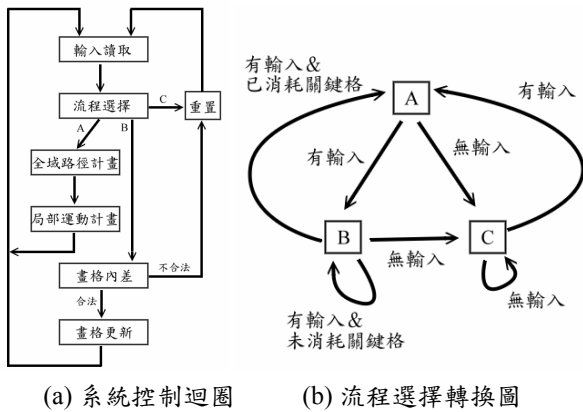 輸入讀取
流程選擇
C
重置
A
B
全域路徑計畫
局部運動計畫
畫格內差
不合法
合法
畫格更新
(a) 系統控制迴圈
有輸入&
已消耗關鍵格
A
有輸入
有輸入
無輸入
B
C
無輸入
無輸入
有輸入&
未消耗關鍵格
(b) 流程選擇轉換圖